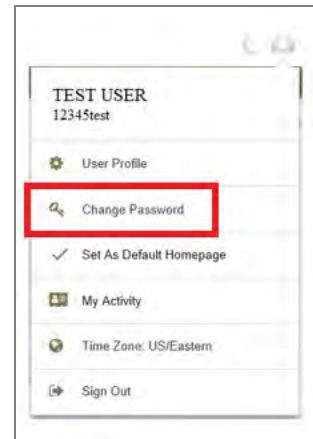 TEST USER
12345test
User Profile
Change Password
Set As Default Homepage
My Activity
Time Zone: US/Eastern
Sign Out